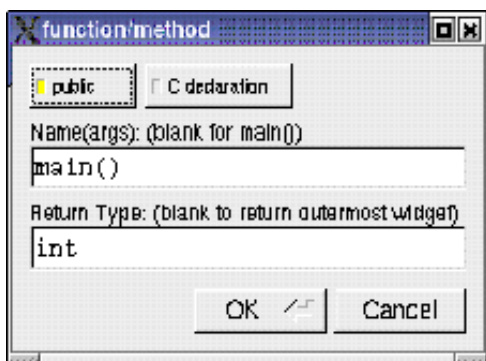 function/method
public
C declaration
Name(args): (blank for main())
main()
Return Type: (blank to return outermost widget)
int
OK
Cancel